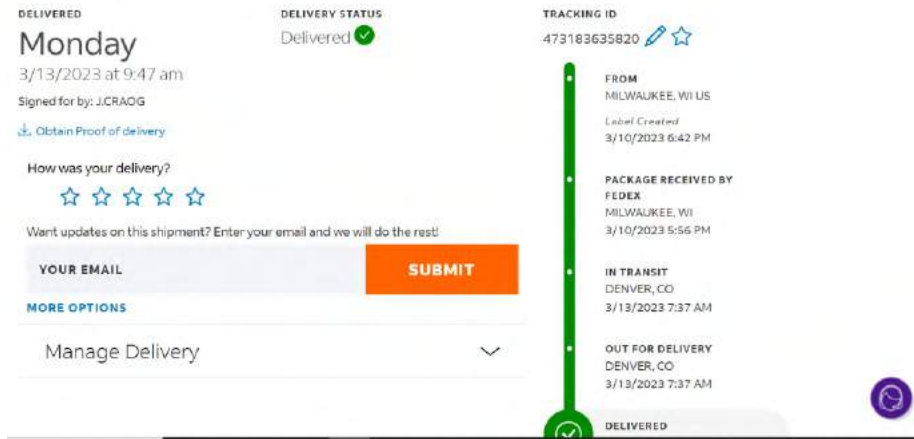 DELIVERED
Monday
3/13/2023 at 9:47 am
Signed for by: J.CRAOG
Obtain Proof of delivery
How was your delivery?
Want updates on this shipment? Enter your email and we will do the rest!
YOUR EMAIL
SUBMIT
MORE OPTIONS
Manage Delivery
DELIVERY STATUS
Delivered
TRACKING ID
473183635820
FROM
MILWAUKEE, WI US
Label Created
3/10/2023 6:42 PM
PACKAGE RECEIVED BY
FEDEX
MILWAUKEE, WI
3/10/2023 5:56 PM
IN TRANSIT
DENVER, CO
3/13/2023 7:37 AM
OUT FOR DELIVERY
DENVER, CO
3/13/2023 7:37 AM
DELIVERED